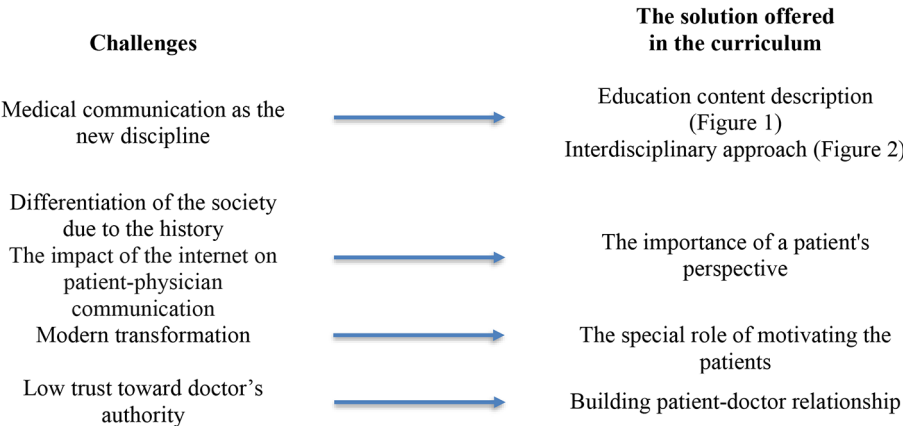 Challenges
The solution offered
in the curriculum
Medical communication as the
new discipline
Education content description
(Figure 1)
Interdisciplinary approach (Figure 2)
Differentiation of the society
due to the history
The impact of the internet on
patient-physician
communication
The importance of a patient's
perspective
Modern transformation
The special role of motivating the
patients
Low trust toward doctor’s
authority
Building patient-doctor relationship